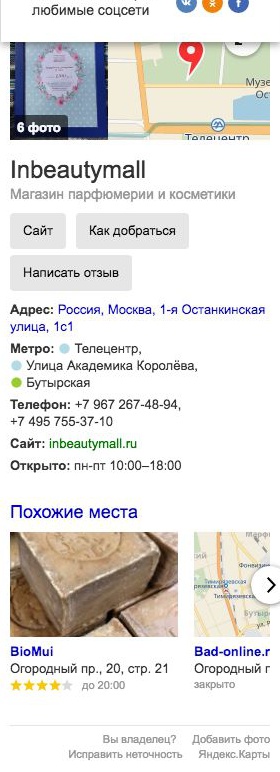 любимые соцсети
6 фото
Музе
Ос
Телецентр
Inbeautymall
Магазин парфюмерии и косметики
Сайт
Как добраться
Написать отзыв
Адрес: Россия, Москва, 1-я Останкинская
улица, 1с1
Метро: Телецентр,
Улица Академика Королёва,
Бутырская
Телефон: +7 967 267-48-94,
+7 495 755-37-10
Сайт: inbeautymall.ru
Открыто: пн-пт 10:00–18:00
Похожие места
Тимирязевская
BioMui
Огородный пр., 20, стр. 21
до 20:00
Bad-online.r
Огородный г
закрыто
Вы владелец?
Добавить фото
Исправить неточность
Яндекс.Карты